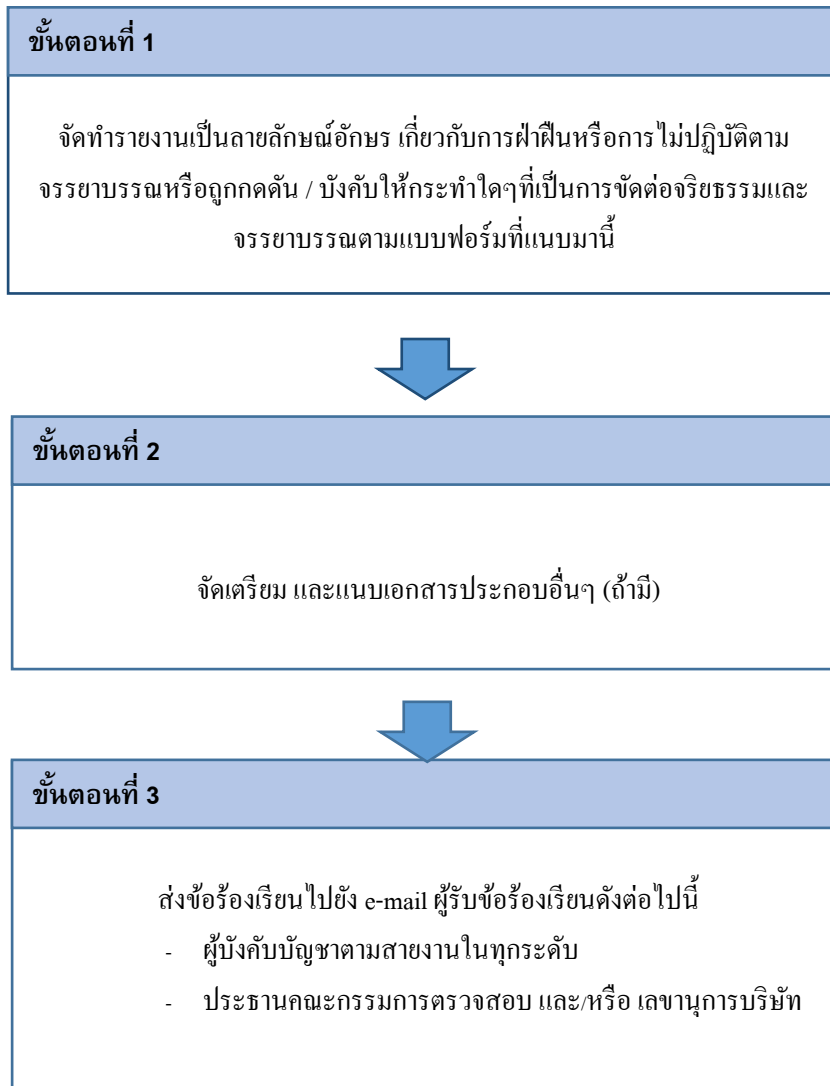 ขั้นตอนที่ 1
จัดทำรายงานเป็นลายลักษณ์อักษร เกี่ยวกับการฝ่าฝืนหรือการไม่ปฏิบัติตาม
จรรยาบรรณหรือถูกกดดัน / บังคับให้กระทำใดๆที่เป็นการขัดต่อจริยธรรมและ
จรรยาบรรณตามแบบฟอร์มที่แนบมานี้
ขั้นตอนที่ 2
จัดเตรียม และแนบเอกสารประกอบอื่นๆ (ถ้ามี)
ขั้นตอนที่ 3
ส่งข้อร้องเรียนไปยัง e-mail ผู้รับข้อร้องเรียนดังต่อไปนี้
- ผู้บังคับบัญชาตามสายงานในทุกระดับ
- ประธานคณะกรรมการตรวจสอบ และ/หรือ เลขานุการบริษัท